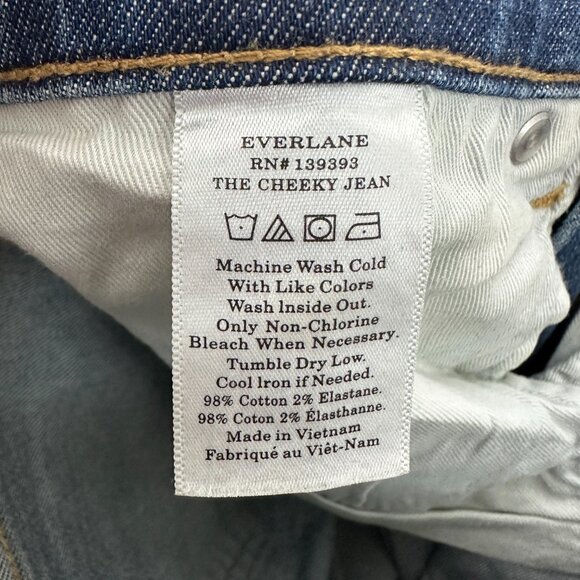 EVERLANE
RN# 139393
THE CHEEKY JEAN
Machine Wash Cold
With Like Colors
Wash Inside Out.
Only Non-Chlorine
Bleach When Necessary.
Tumble Dry Low.
Cool Iron if Needed.
98% Cotton 2% Elastane.
98% Coton 2% Élasthanne.
Made in Vietnam
Fabriqué au Viêt-Nam